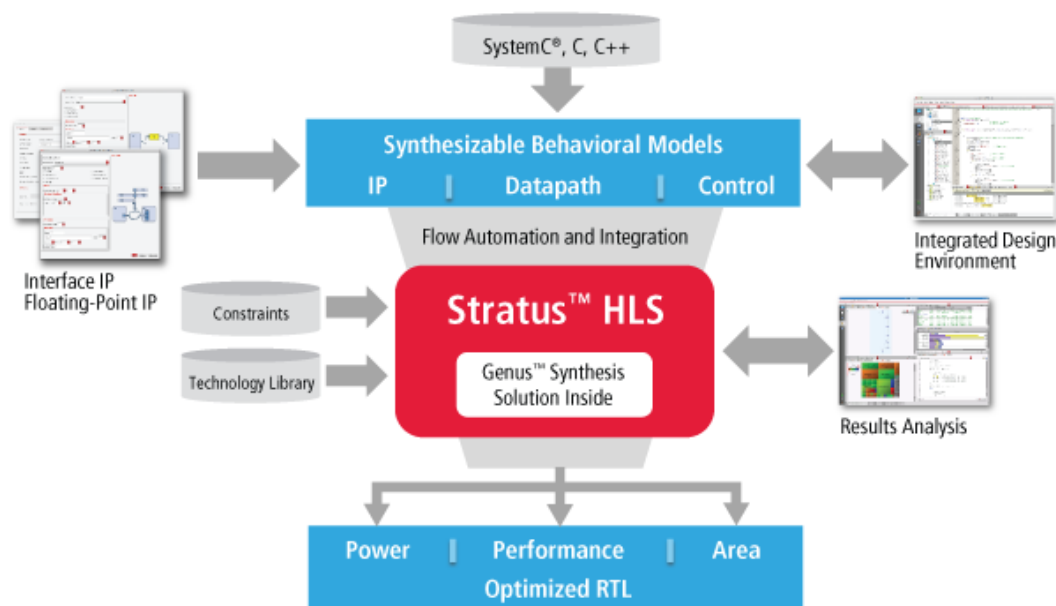 SystemC®, C, C++
Synthesizable Behavioral Models
IP | Datapath | Control
Flow Automation and Integration
Interface IP
Floating-Point IP
Integrated Design
Environment
Constraints
Technology Library
Stratus™ HLS
Genus™ Synthesis
Solution Inside
Results Analysis
Power | Performance | Area
Optimized RTL